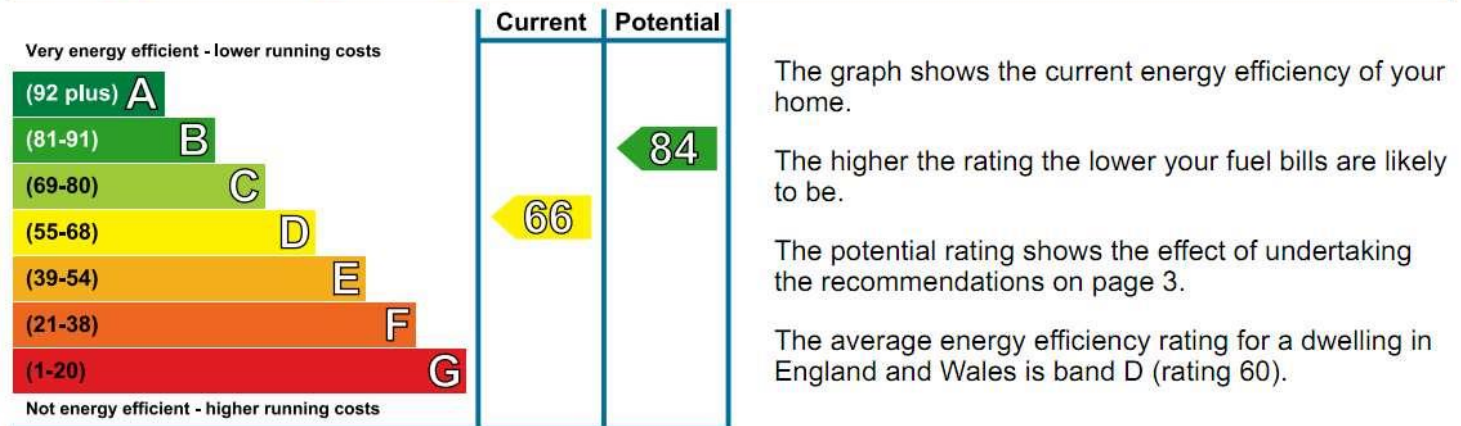 Current Potential
Very energy efficient - lower running costs
(92 plus) A
(81-91) B
84
(69-80) C
66
(55-68) D
(39-54) E
(21-38) F
(1-20) G
Not energy efficient - higher running costs
The graph shows the current energy efficiency of your
home.
The higher the rating the lower your fuel bills are likely
to be.
The potential rating shows the effect of undertaking
the recommendations on page 3.
The average energy efficiency rating for a dwelling in
England and Wales is band D (rating 60).